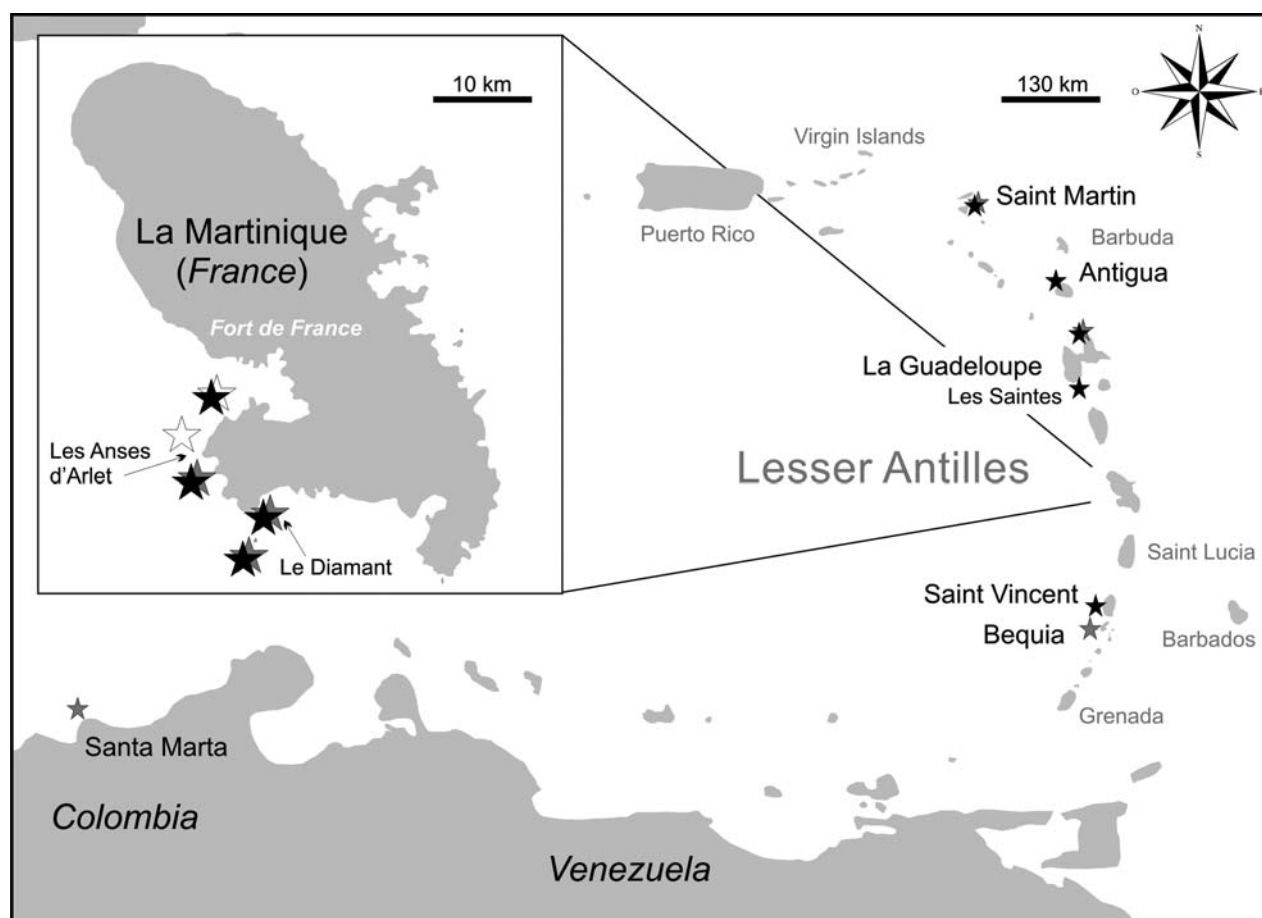 10 km
130 km
N
O
E
S
Virgin Islands
Puerto Rico
Saint Martin
Barbuda
Antigua
La Martinique
(France)
Fort de France
La Guadeloupe
Les Saintes
Les Anses
d'Arlet
Lesser Antilles
Le Diamant
Saint Lucia
Saint Vincent
Bequia
Barbados
Grenada
Santa Marta
Colombia
Venezuela